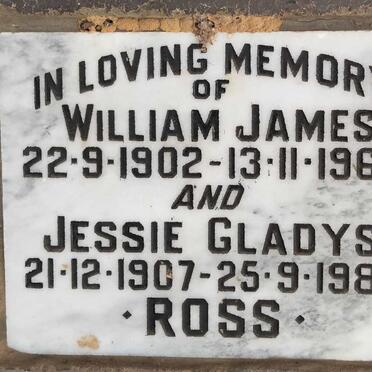 IN LOVING MEMORY
OF
WILLIAM JAMES
22·9·1902-13·11·196
AND
JESSIE GLADYS
21·12·1907-25·9·198
·ROSS·